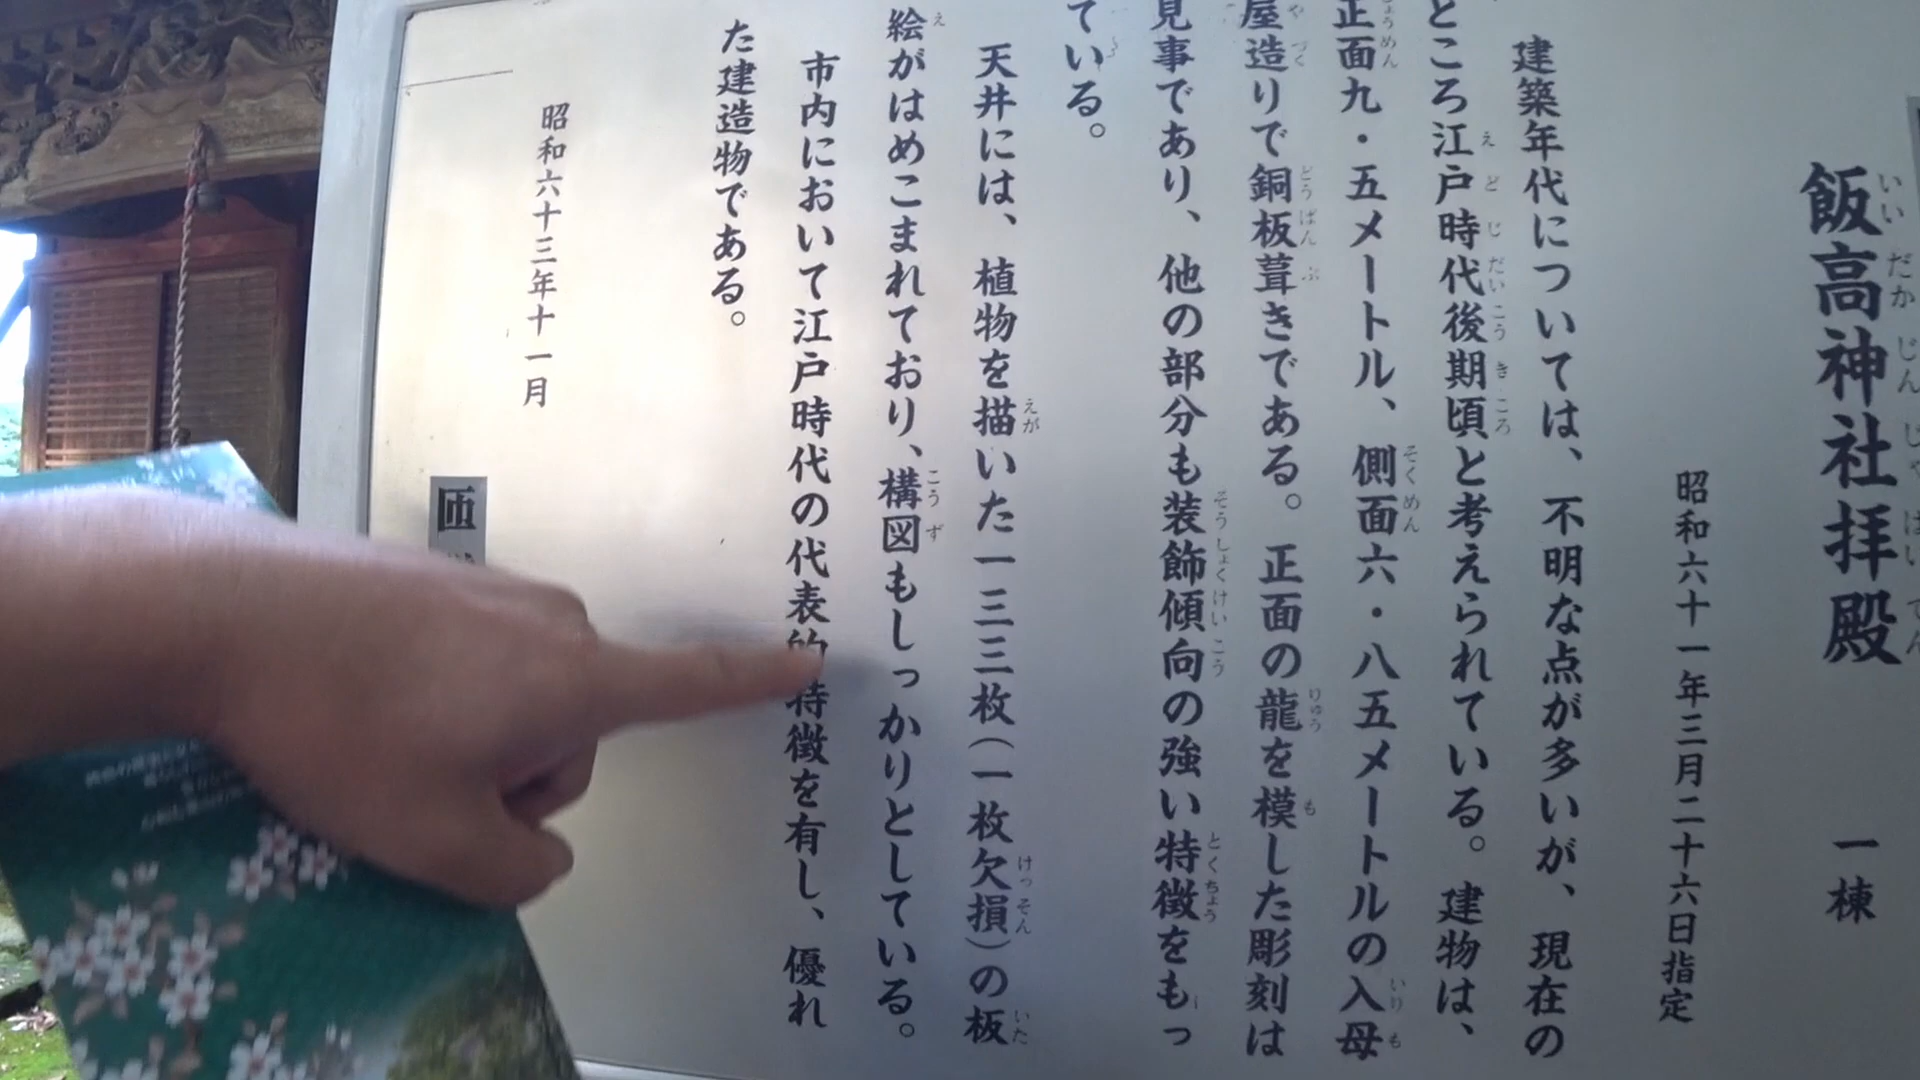 飯高神社拝殿 一棟
昭和六十一年三月二十六日指定
建築年代については、不明な点が多いが、現在の
ところ江戸時代後期頃と考えられている。建物は、
正面九・五メートル、側面六・八五メートルの入母
屋造りで銅板葺きである。正面の龍を模した彫刻は
見事であり、他の部分も装飾傾向の強い特徴をもっ
ている。
天井には、植物を描いた一三三枚(一枚欠損)の板
絵がはめこまれており、構図もしっかりとしている。
市内において江戸時代の代表的特徴を有し、優れ
た建造物である。
昭和六十三年十一月
匝